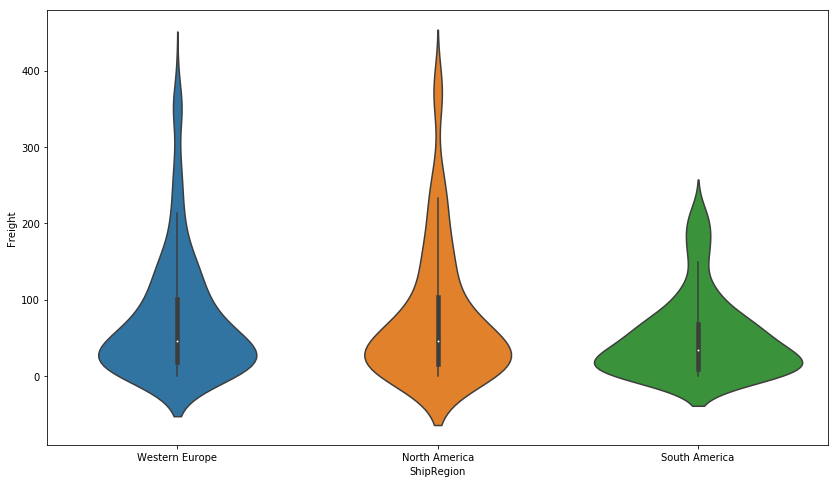 400
300
200
100
0
Freight
Western Europe
North America
South America
ShipRegion